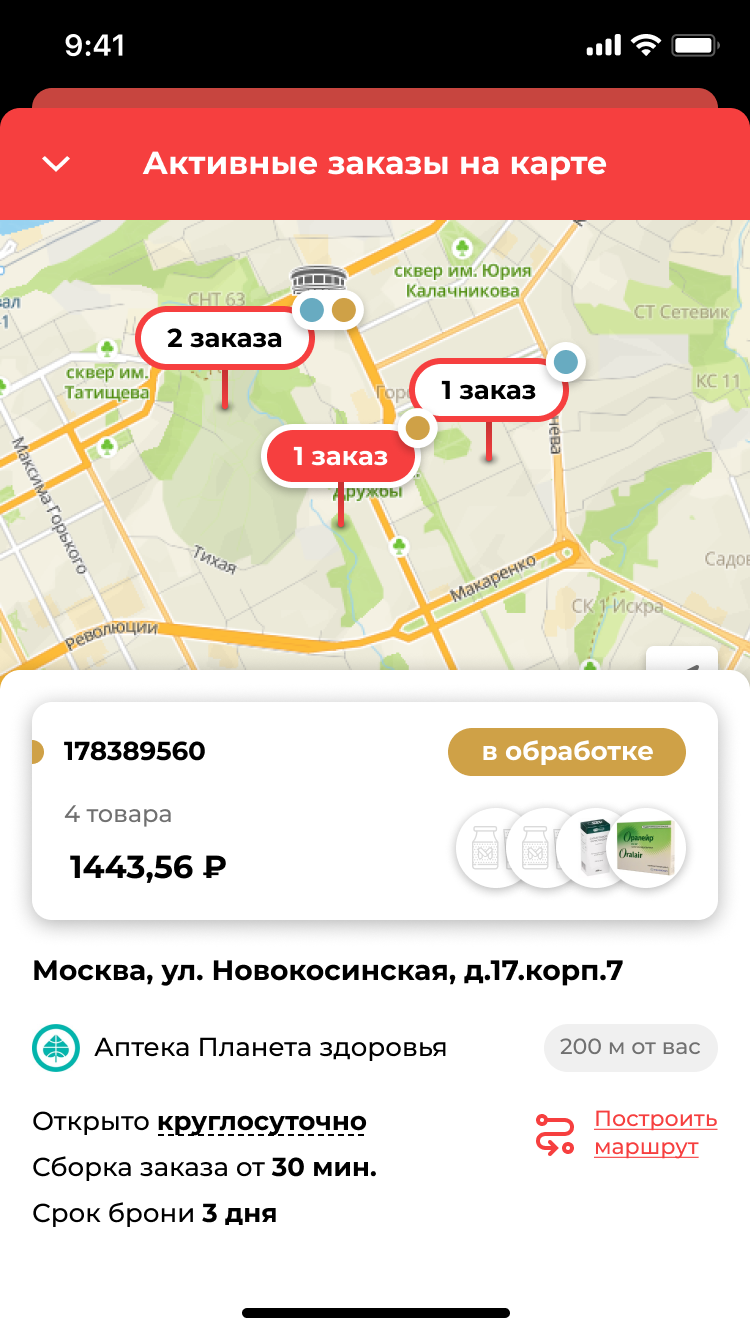 9:41
Активные заказы на карте
сквер им. Юрия
Калачникова
СНТ 63
СТ Сетевик
2 заказа
сквер им.
Татищева
1 заказ
КС 11
1 заказ
Дружбы
Максима Горького
Тихая
Макаренко
СК 1 Искра
Революции
178389560
в обработке
4 товара
1443,56 ₽
Оралейр
Oralair
Москва, ул. Новокосинская, д.17.корп.7
Аптека Планета здоровья
200 м от вас
Открыто круглосуточно
Построить
маршрут
Сборка заказа от 30 мин.
Срок брони 3 дня